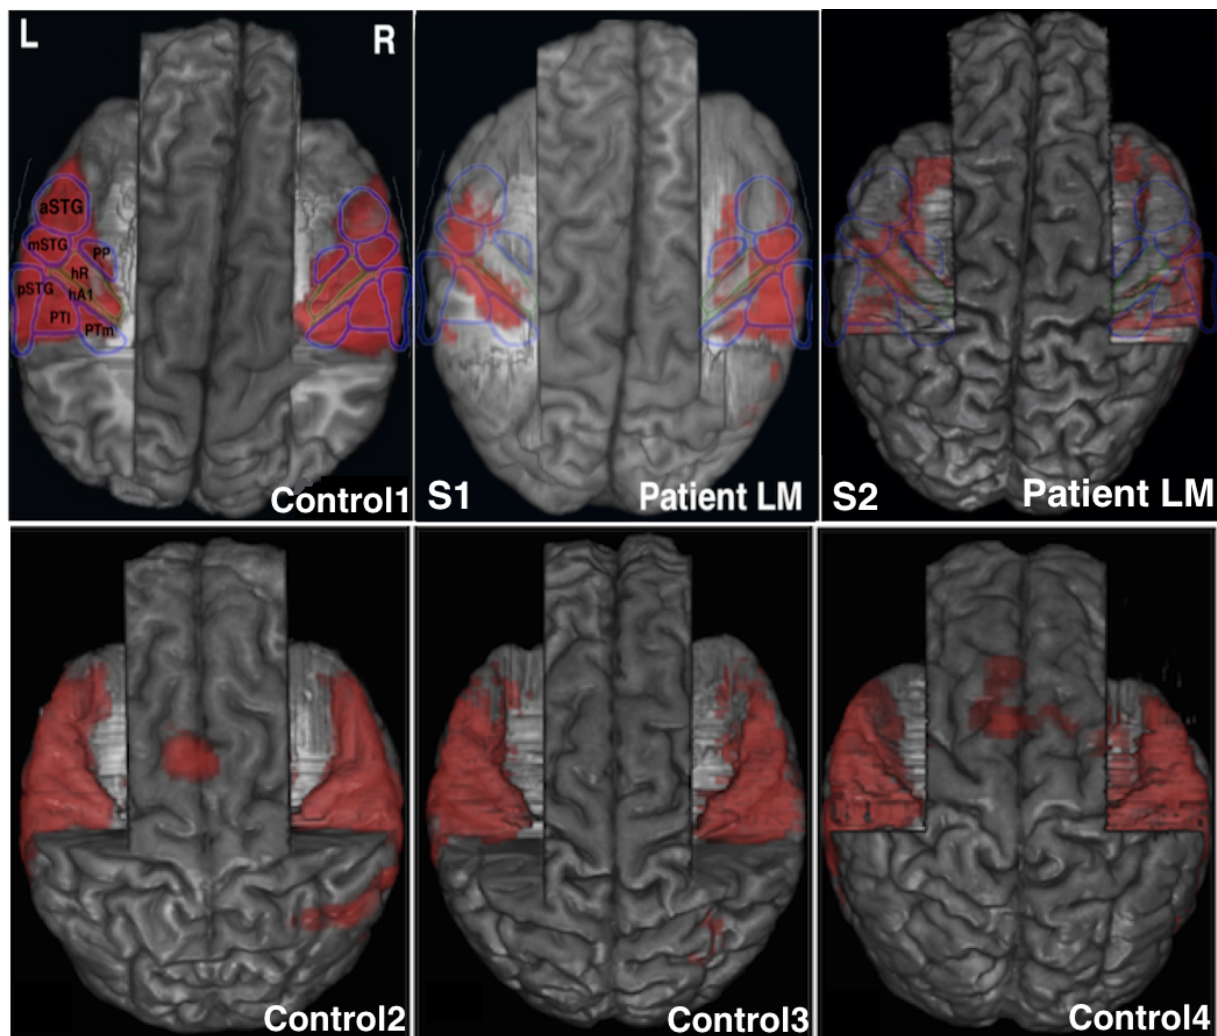 L
R
aSTG
mSTG
PP
hR
pSTG
hA1
PTl
PTm
Control1
S1
Patient LM
S2
Patient LM
Control2
Control3
Control4